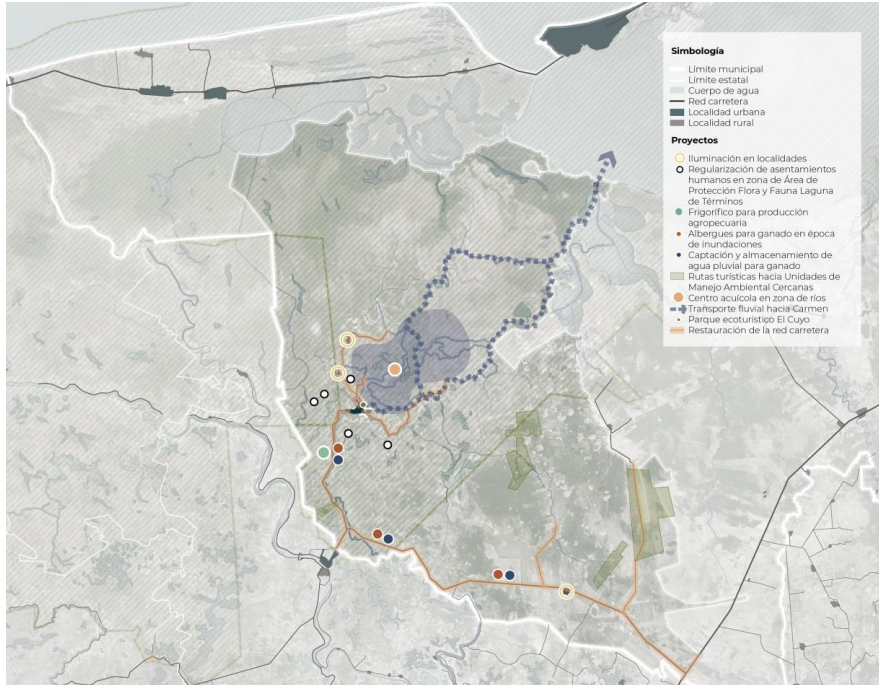 Simbología
Límite municipal
Límite estatal
Cuerpo de agua
Red carretera
Localidad urbana
Localidad rural
Proyectos
Iluminación en localidades
Regularización de asentamientos
humanos en zona de Área de
Protección Flora y Fauna Laguna
de Términos
Frigorífico para producción
agropecuaria
Albergues para ganado en época
de inundaciones
Captación y almacenamiento de
agua pluvial para ganado
Rutas turísticas hacia Unidades de
Manejo Ambiental Cercanas
Centro acuícola en zona de ríos
Transporte fluvial hacia Carmen
Parque ecoturístico El Cuyo
Restauración de la red carretera